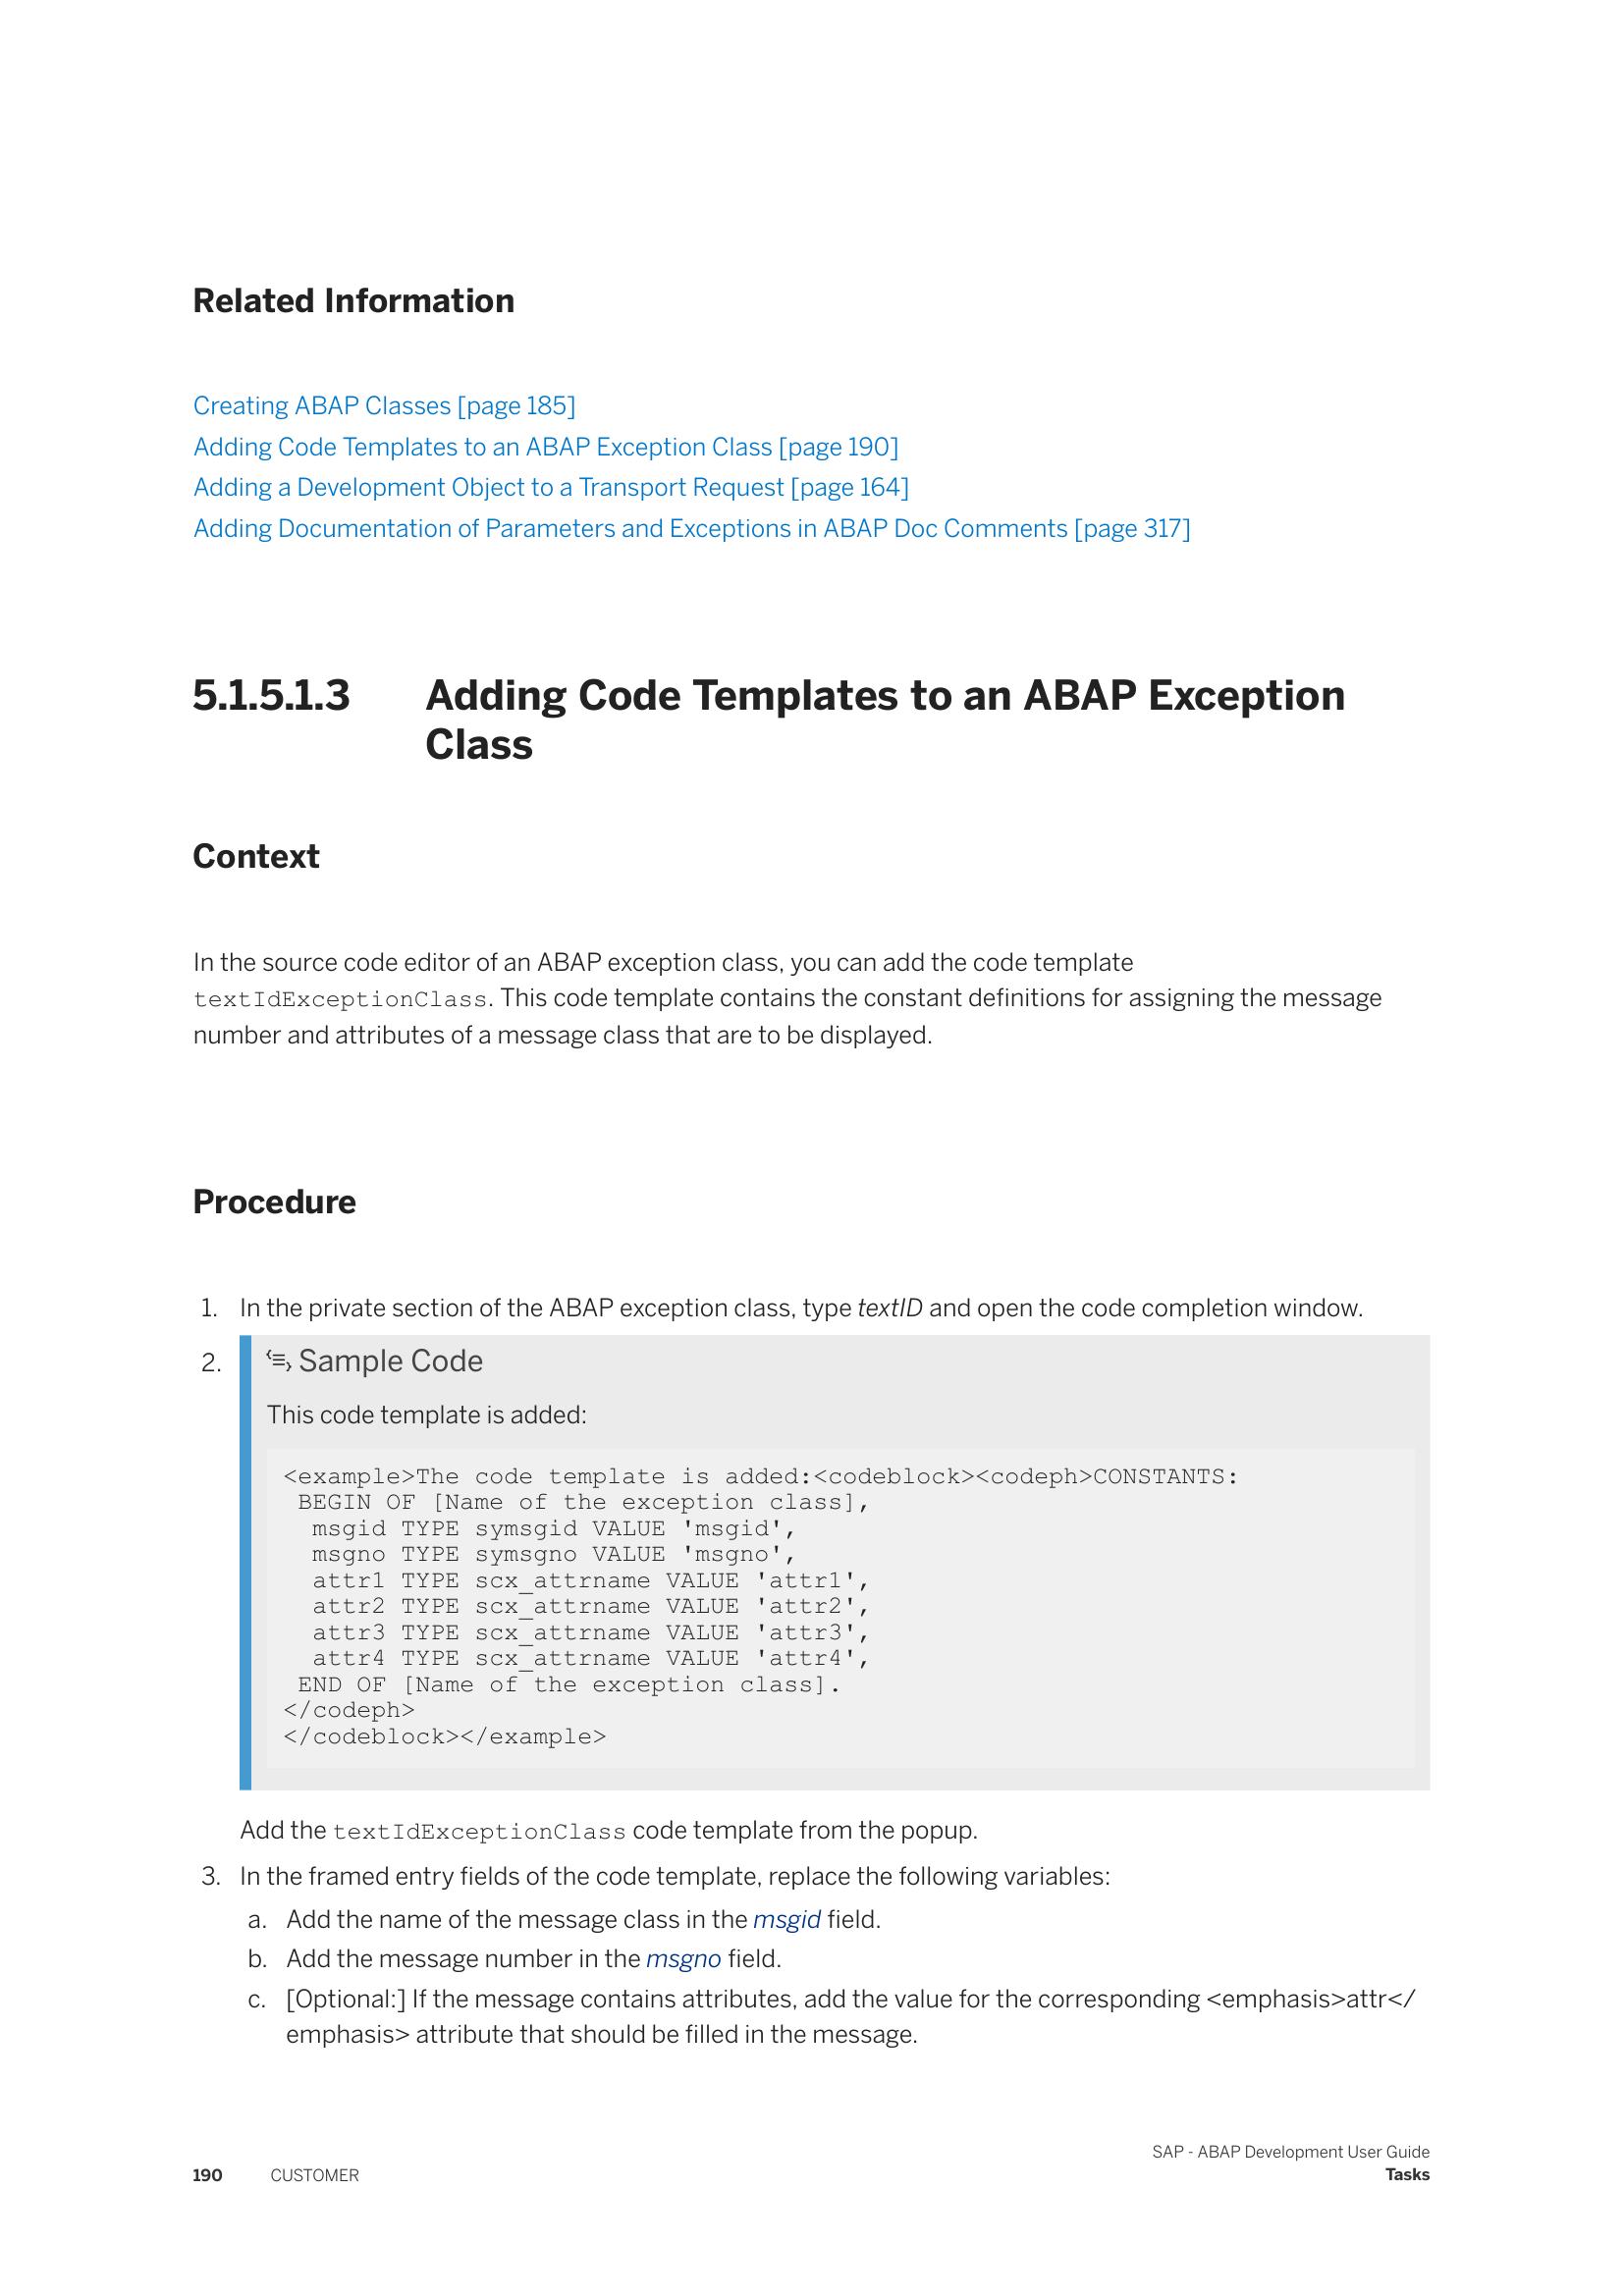 Related Information
Creating ABAP Classes [page 185]
Adding Code Templates to an ABAP Exception Class [page 190]
Adding a Development Object to a Transport Request [page 164]
Adding Documentation of Parameters and Exceptions in ABAP Doc Comments [page 317]
5.1.5.1.3 Adding Code Templates to an ABAP Exception
Class
Context
In the source code editor of an ABAP exception class, you can add the code template
textIdExceptionClass. This code template contains the constant definitions for assigning the message
number and attributes of a message class that are to be displayed.
Procedure
1. In the private section of the ABAP exception class, type textID and open the code completion window.
2. Sample Code
This code template is added:
<example>The code template is added:<codeblock><codeph>CONSTANTS:
 BEGIN OF [Name of the exception class],
  msgid TYPE symsgid VALUE 'msgid',
  msgno TYPE symsgno VALUE 'msgno',
  attr1 TYPE scx_attrname VALUE 'attr1',
  attr2 TYPE scx_attrname VALUE 'attr2',
  attr3 TYPE scx_attrname VALUE 'attr3',
  attr4 TYPE scx_attrname VALUE 'attr4',
 END OF [Name of the exception class].
</codeph>
</codeblock></example>
Add the textIdExceptionClass code template from the popup.
3. In the framed entry fields of the code template, replace the following variables:
a. Add the name of the message class in the msgid field.
b. Add the message number in the msgno field.
c. [Optional:] If the message contains attributes, add the value for the corresponding <emphasis>attr</
emphasis> attribute that should be filled in the message.
SAP - ABAP Development User Guide
190 CUSTOMER Tasks